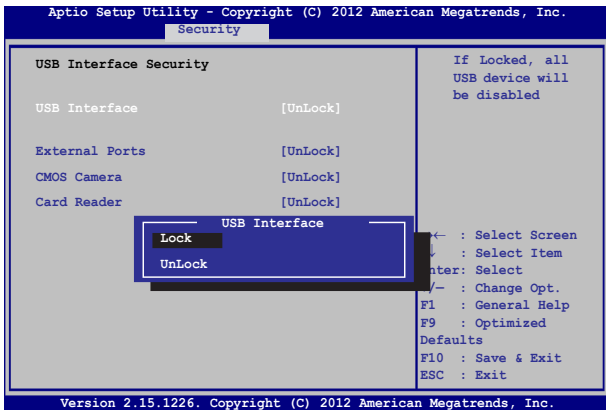 Aptio Setup Utility - Copyright (C) 2012 American Megatrends, Inc.
Security
USB Interface Security
USB Interface [UnLock]
External Ports [UnLock]
CMOS Camera [UnLock]
Card Reader [UnLock]
USB Interface
Lock
UnLock
If Locked, all
USB device will
be disabled
: Select Screen
: Select Item
nter: Select
/— : Change Opt.
F1 : General Help
F9 : Optimized
Defaults
F10 : Save & Exit
ESC : Exit
Version 2.15.1226. Copyright (C) 2012 American Megatrends, Inc.